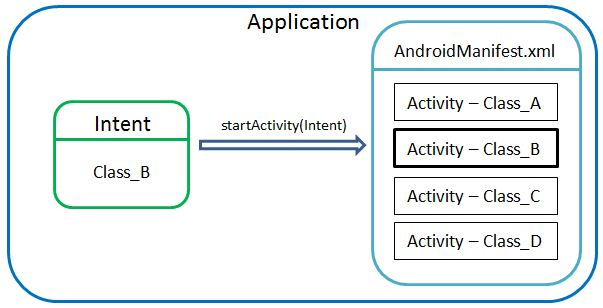 Application
AndroidManifest.xml
Activity – Class_A
Intent
startActivity(Intent)
Activity – Class_B
Class_B
Activity – Class_C
Activity – Class_D